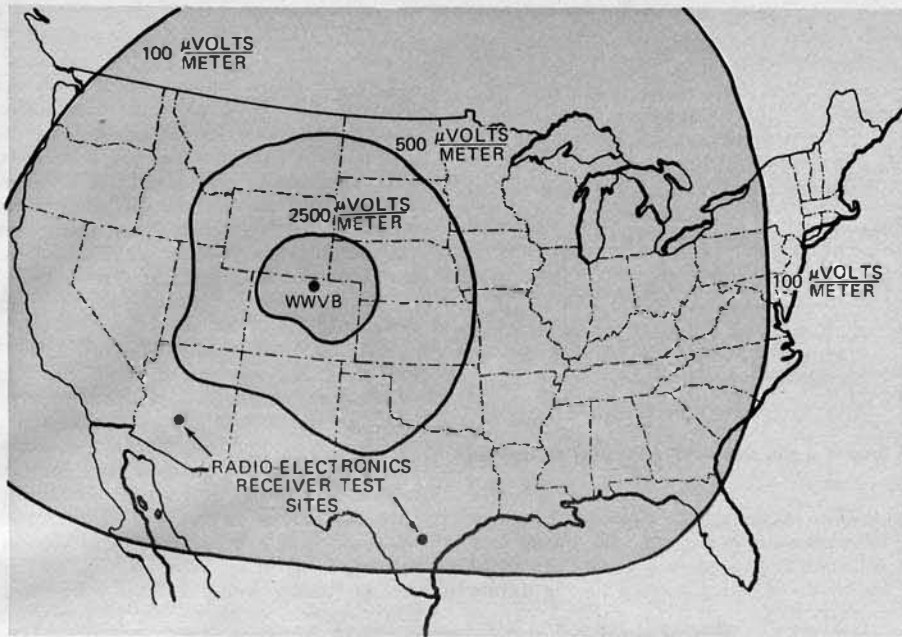 100 μVOLTS
METER
500 μVOLTS
METER
2500 μVOLTS
METER
WWVB
100 μVOLTS
METER
RADIO-ELECTRONICS
RECEIVER TEST
SITES